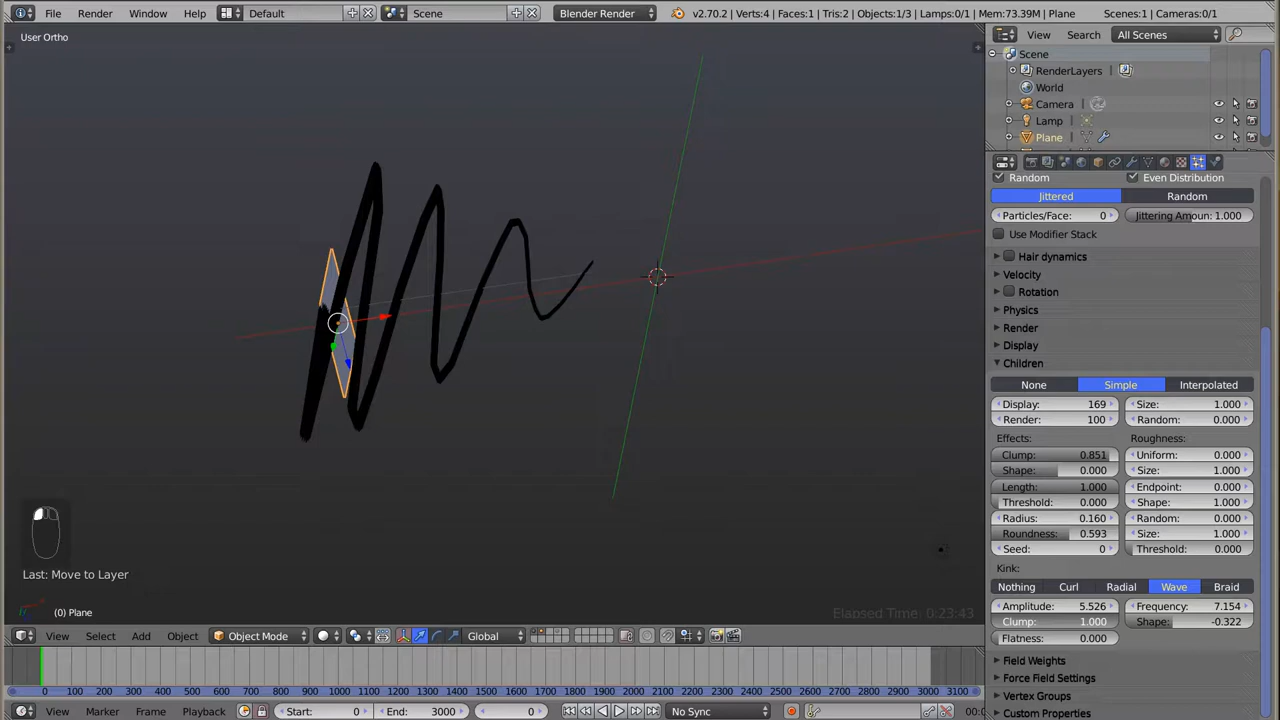 File Render Window Help Default Scene Blender Render v2.70.2 | Verts:4 | Faces:1 | Tris:2 | Objects:1/3 | Lamps:0/1 | Mem:73.39M | Plane Scenes:1 | Cameras:0/1
User Ortho
View Search All Scenes
Scene
RenderLayers
World
Camera
Lamp
Plane
Random Even Distribution
Jittered Random
Particles/Face: 0 Jittering Amoun: 1.000
Use Modifier Stack
Hair dynamics
Velocity
Rotation
Physics
Render
Display
Children
None Simple Interpolated
Display: 169 Size: 1.000
Render: 100 Random: 0.000
Effects: Roughness:
Clump: 0.851 Uniform: 0.000
Shape: 0.000 Size: 1.000
Length: 1.000 Endpoint: 0.000
Threshold: 0.000 Shape: 1.000
Radius: 0.160 Random: 0.000
Roundness: 0.593 Size: 1.000
Seed: 0 Threshold: 0.000
Kink:
Nothing Curl Radial Wave Braid
Amplitude: 5.526 Frequency: 7.154
Clump: 1.000 Shape: -0.322
Flatness: 0.000
Field Weights
Force Field Settings
Vertex Groups
Custom Properties
Last: Move to Layer
(0) Plane
Elapsed Time: 0:23:43
View Select Add Object Object Mode Global
0 100 200 300 400 500 600 700 800 900 1000 1100 1200 1300 1400 1500 1600 1700 1800 1900 2000 2100 2200 2300 2400 2500 2600 2700 2800 2900 3000 3100
View Marker Frame Playback Start: 0 End: 3000 0 No Sync